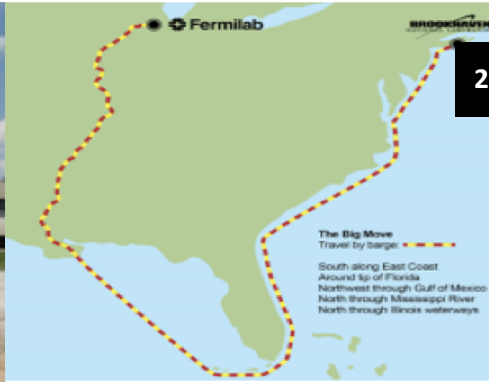 Fermilab
BROOKHAVEN
2
The Big Move
Travel by barge:
South along East Coast
Around tip of Florida
Northwest through Gulf of Mexico
North through Mississippi River
North through Illinois waterways